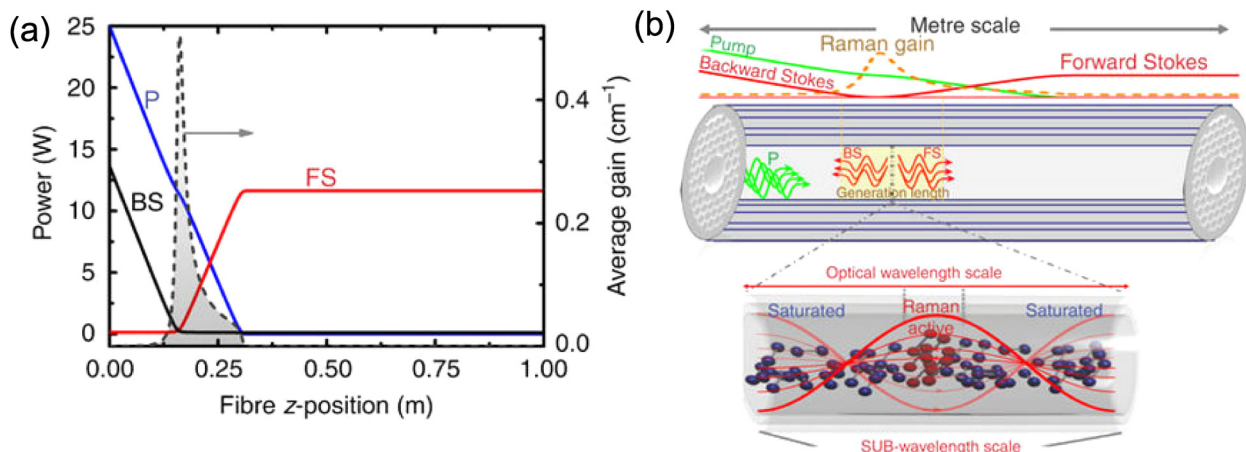 (a)
25
20
15
10
5
0
Power (W)
P
BS
FS
0.4
0.2
0.0
Average gain (cm⁻¹)
0.00 0.25 0.50 0.75 1.00
Fibre z-position (m)
(b)
Metre scale
Pump
Raman gain
Backward Stokes
Forward Stokes
P
BS FS
Generation length
Optical wavelength scale
Saturated Raman active Saturated
SUB-wavelength scale